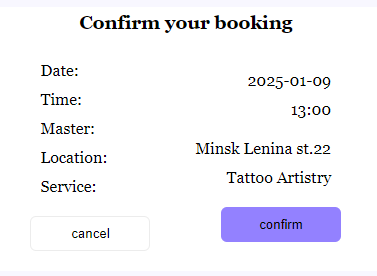 Confirm your booking
Date:
2025-01-09
Time:
13:00
Master:
Location:
Minsk Lenina st.22
Service:
Tattoo Artistry
cancel
confirm